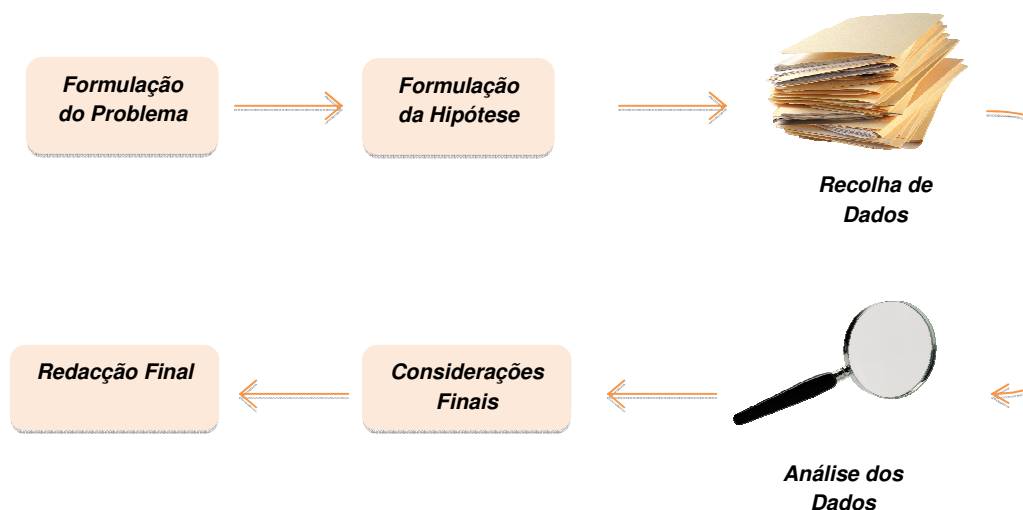 Formulação
do Problema
Formulação
da Hipótese
Recolha de
Dados
Análise dos
Dados
Considerações
Finais
Redacção Final